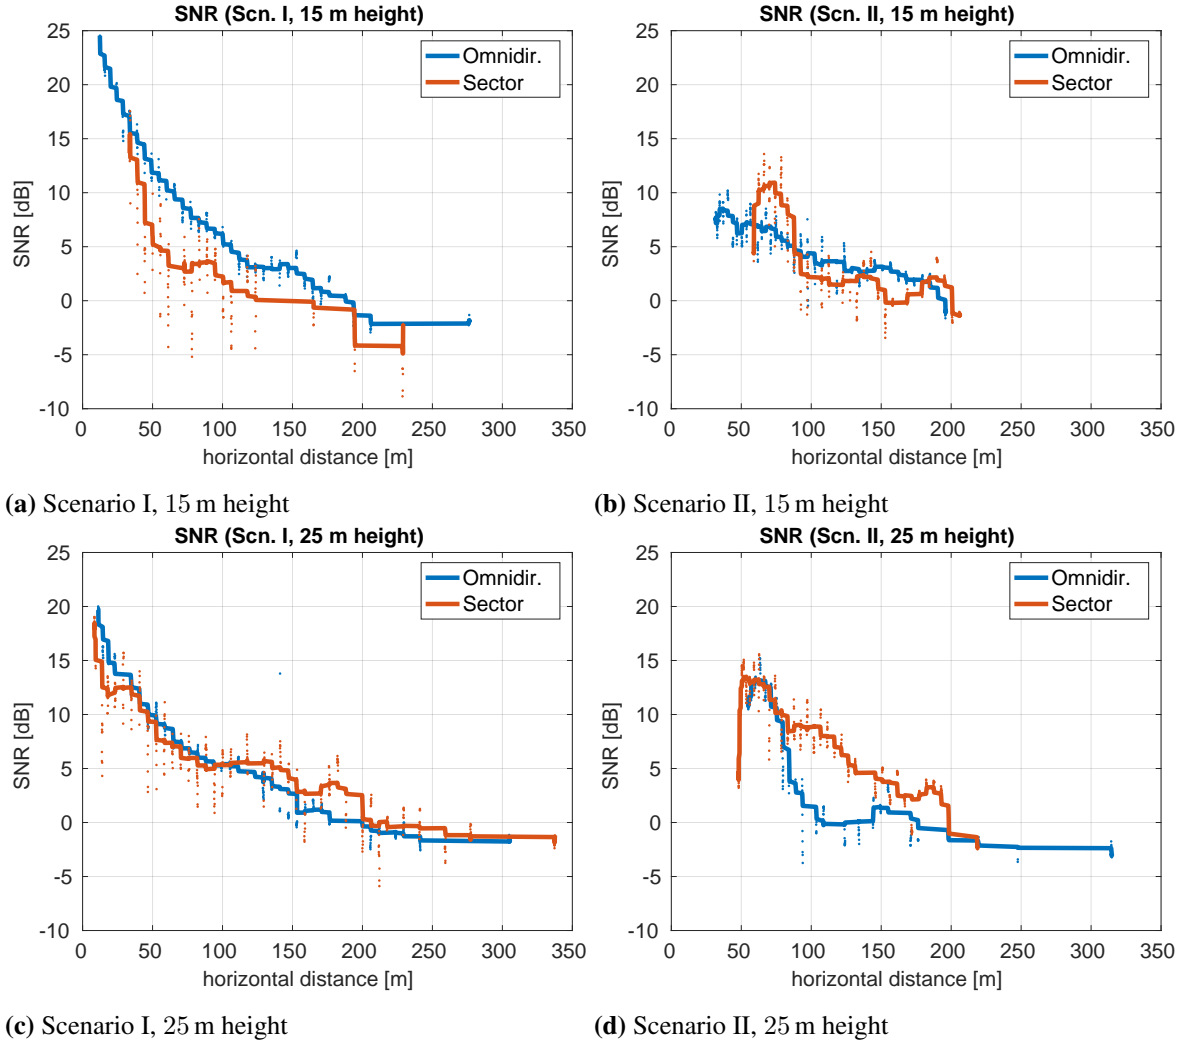 SNR (Scn. I, 15 m height)
25
20
15
10
5
0
-5
-10
SNR [dB]
Omnidir.
Sector
0 50 100 150 200 250 300 350
horizontal distance [m]
(a) Scenario I, 15 m height
SNR (Scn. II, 15 m height)
25
20
15
10
5
0
-5
-10
SNR [dB]
Omnidir.
Sector
0 50 100 150 200 250 300 350
horizontal distance [m]
(b) Scenario II, 15 m height
SNR (Scn. I, 25 m height)
25
20
15
10
5
0
-5
-10
SNR [dB]
Omnidir.
Sector
0 50 100 150 200 250 300 350
horizontal distance [m]
(c) Scenario I, 25 m height
SNR (Scn. II, 25 m height)
25
20
15
10
5
0
-5
-10
SNR [dB]
Omnidir.
Sector
0 50 100 150 200 250 300 350
horizontal distance [m]
(d) Scenario II, 25 m height